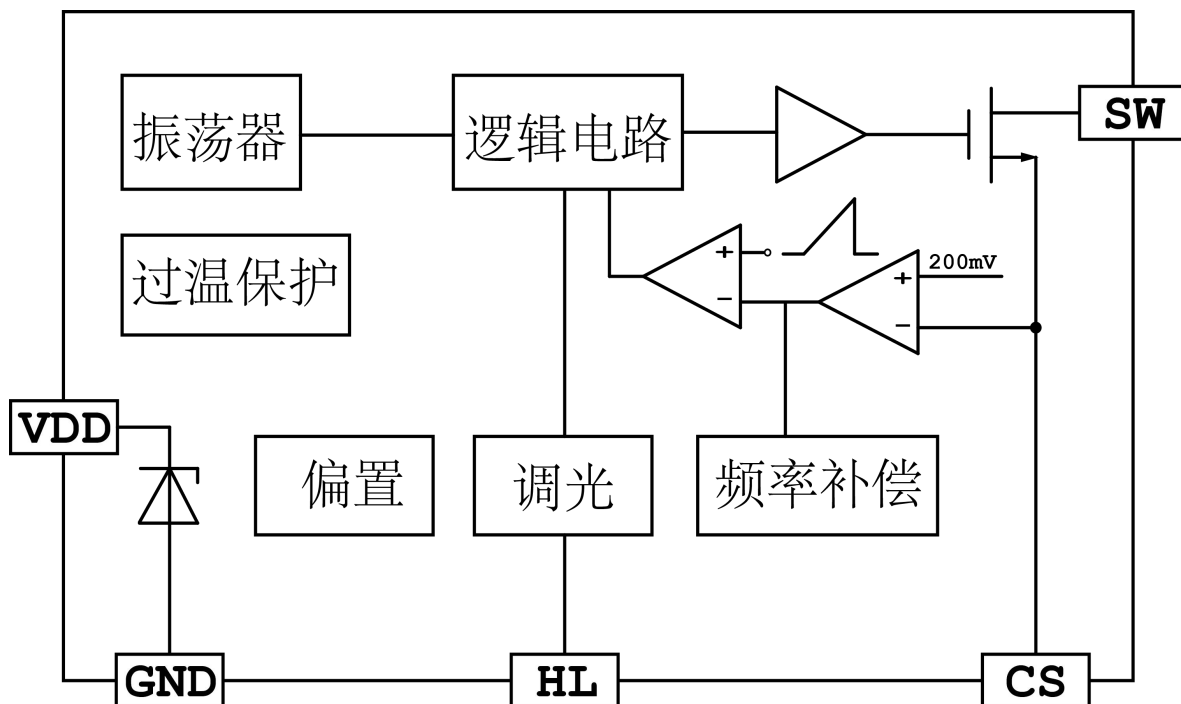 SW
振荡器
逻辑电路
+
200mV
+
过温保护
-
-
VDD
偏置
调光
频率补偿
GND
HL
CS